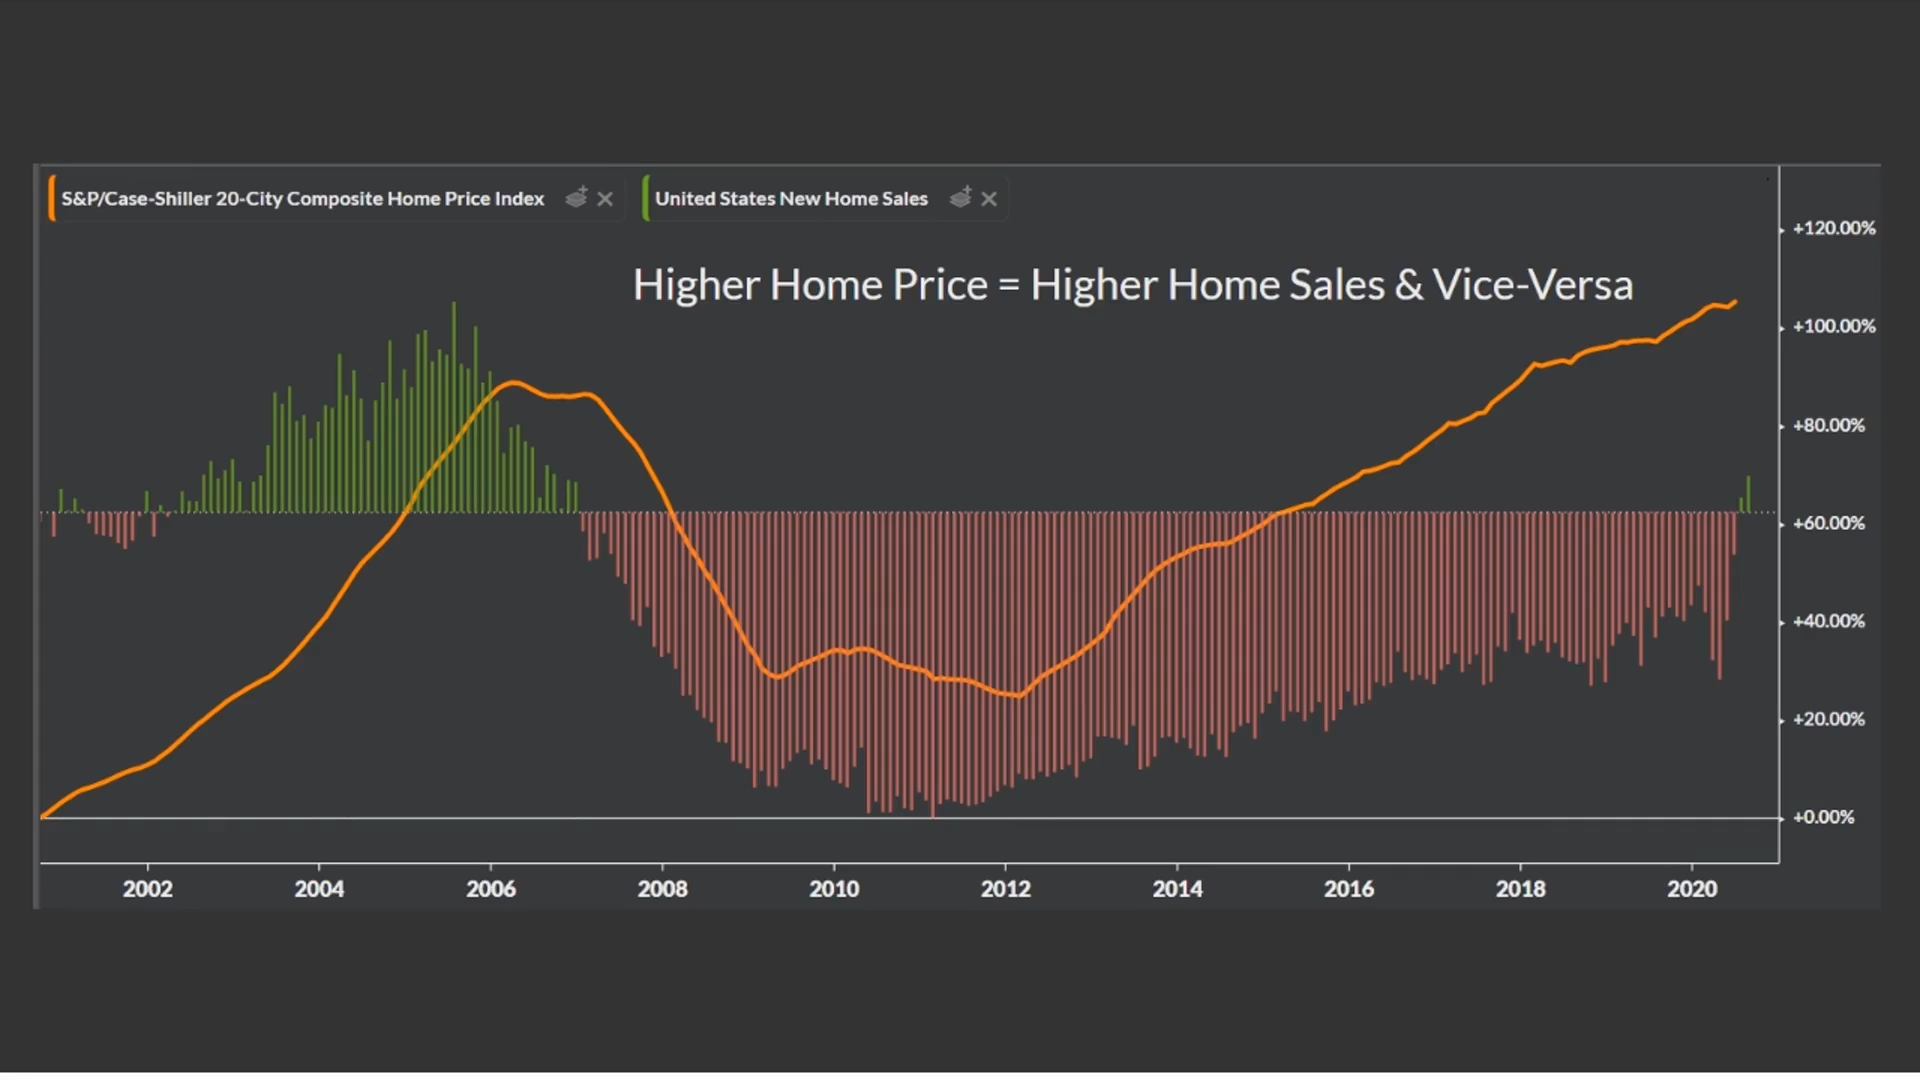 S&P/Case-Shiller 20-City Composite Home Price Index
United States New Home Sales
Higher Home Price = Higher Home Sales & Vice-Versa
+120.00%
+100.00%
+80.00%
+60.00%
+40.00%
+20.00%
+0.00%
2002 2004 2006 2008 2010 2012 2014 2016 2018 2020